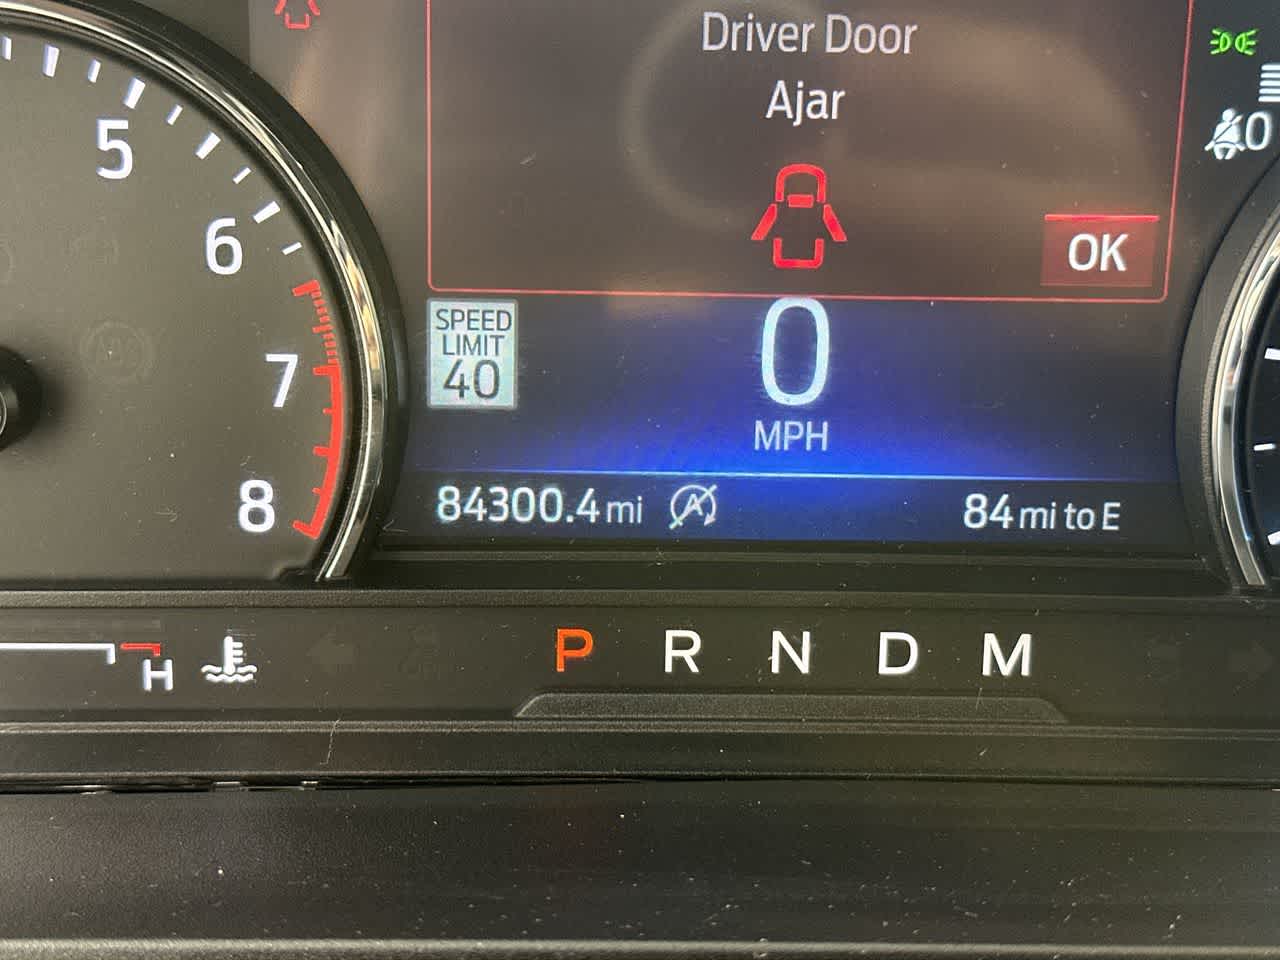 Driver Door
Ajar
OK
0
5
6
7
8
SPEED
LIMIT
40
0
MPH
84300.4 mi
A
84 mi to E
H
P R N D M